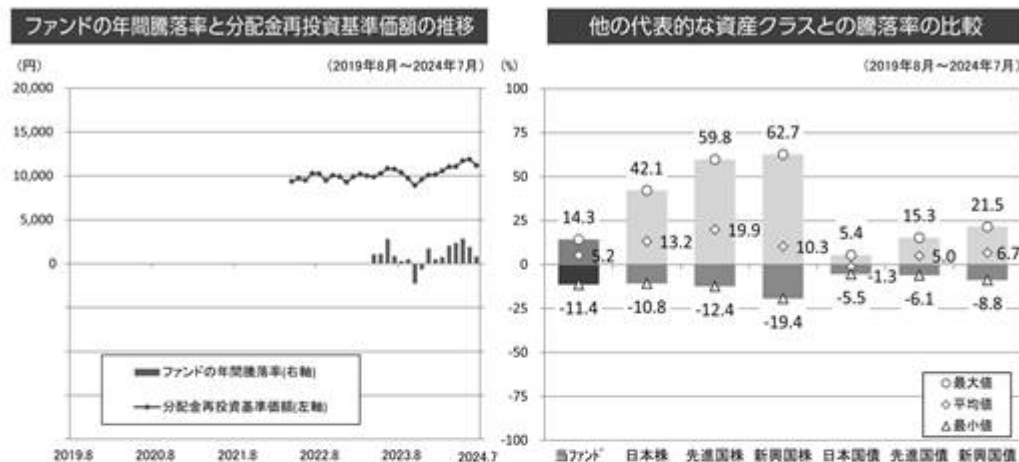 ファンドの年間騰落率と分配金再投資基準価額の推移
(円)
(2019年8月～2024年7月)
20,000
15,000
10,000
5,000
0
ファンドの年間騰落率(右軸)
分配金再投資基準価額(左軸)
2019.8 2020.8 2021.8 2022.8 2023.8 2024.7
他の代表的な資産クラスとの騰落率の比較
(%)
(2019年8月～2024年7月)
100
75
50
25
0
-25
-50
-75
-100
14.3 42.1 59.8 62.7 5.4 15.3 21.5
5.2 13.2 19.9 10.3 -1.3 5.0 6.7
-11.4 -10.8 -12.4 -19.4 -5.5 -6.1 -8.8
最大値
平均値
最小値
当ファンド 日本株 先進国株 新興国株 日本国債 先進国債 新興国債